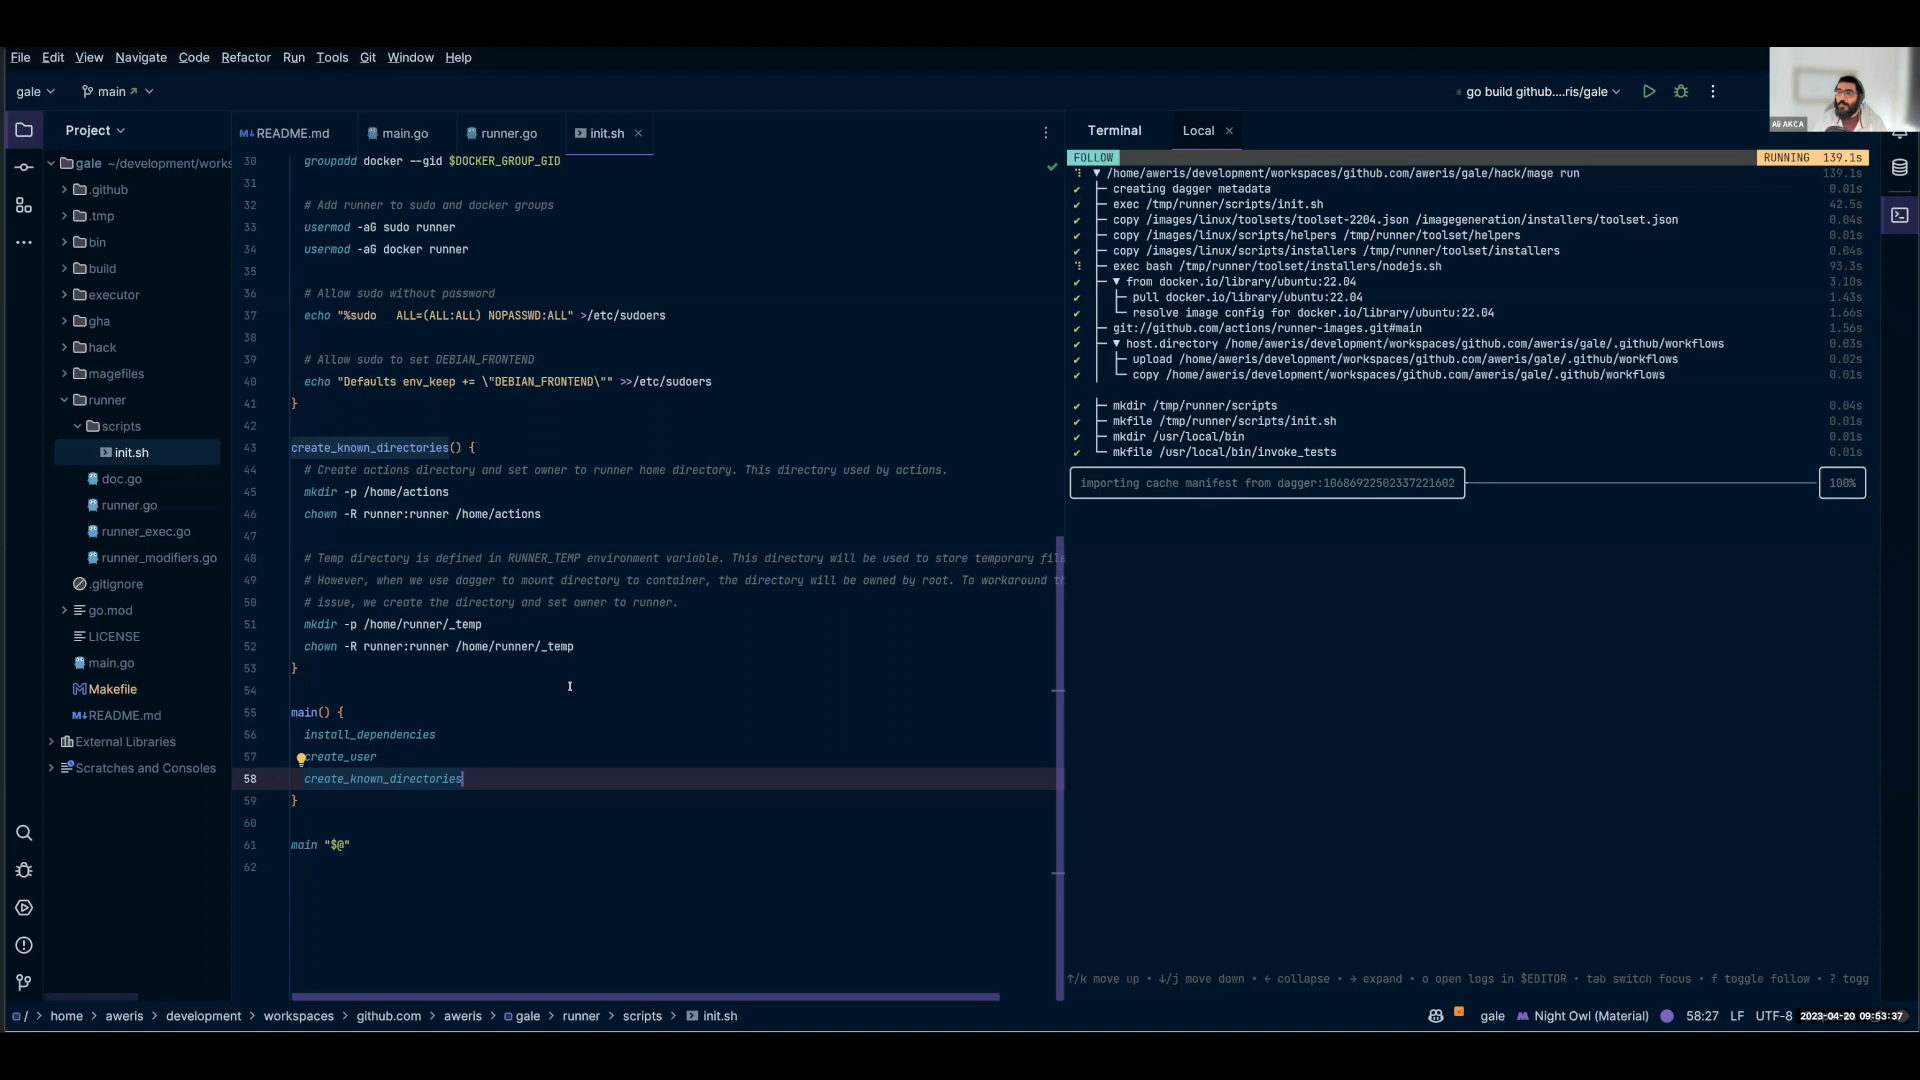 File Edit View Navigate Code Refactor Run Tools Git Window Help
gale main go build github....ris/gale
Ali AKCA
Project
README.md main.go runner.go init.sh
Terminal Local
gale ~/development/works
.github
.tmp
bin
build
executor
gha
hack
magefiles
runner
scripts
init.sh
doc.go
runner.go
runner_exec.go
runner_modifiers.go
.gitignore
go.mod
LICENSE
main.go
Makefile
README.md
External Libraries
Scratches and Consoles
30 groupadd docker --gid $DOCKER_GROUP_GID
31
32 # Add runner to sudo and docker groups
33 usermod -aG sudo runner
34 usermod -aG docker runner
35
36 # Allow sudo without password
37 echo "%sudo   ALL=(ALL:ALL) NOPASSWD:ALL" >/etc/sudoers
38
39 # Allow sudo to set DEBIAN_FRONTEND
40 echo "Defaults env_keep += \"DEBIAN_FRONTEND\"" >>/etc/sudoers
41 }
42
43 create_known_directories() {
44 # Create actions directory and set owner to runner home directory. This directory used by actions.
45 mkdir -p /home/actions
46 chown -R runner:runner /home/actions
47
48 # Temp directory is defined in RUNNER_TEMP environment variable. This directory will be used to store temporary fil
49 # However, when we use dagger to mount directory to container, the directory will be owned by root. To workaround t
50 # issue, we create the directory and set owner to runner.
51 mkdir -p /home/runner/_temp
52 chown -R runner:runner /home/runner/_temp
53 }
54
55 main() {
56 install_dependencies
57 create_user
58 create_known_directories
59 }
60
61 main "$@"
62
FOLLOW RUNNING 139.1s
/home/aweris/development/workspaces/github.com/aweris/gale/hack/mage run 139.1s
creating dagger metadata 0.01s
exec /tmp/runner/scripts/init.sh 42.5s
copy /images/linux/toolsets/toolset-2204.json /imagegeneration/installers/toolset.json 0.04s
copy /images/linux/scripts/helpers /tmp/runner/toolset/helpers 0.01s
copy /images/linux/scripts/installers /tmp/runner/toolset/installers 0.04s
exec bash /tmp/runner/toolset/installers/nodejs.sh 93.3s
from docker.io/library/ubuntu:22.04 3.10s
pull docker.io/library/ubuntu:22.04 1.43s
resolve image config for docker.io/library/ubuntu:22.04 1.66s
git://github.com/actions/runner-images.git#main 1.56s
host.directory /home/aweris/development/workspaces/github.com/aweris/gale/.github/workflows 0.03s
upload /home/aweris/development/workspaces/github.com/aweris/gale/.github/workflows 0.02s
copy /home/aweris/development/workspaces/github.com/aweris/gale/.github/workflows 0.01s
mkdir /tmp/runner/scripts 0.04s
mkfile /tmp/runner/scripts/init.sh 0.01s
mkdir /usr/local/bin 0.01s
mkfile /usr/local/bin/invoke_tests 0.01s
importing cache manifest from dagger:10686922502337221602 100%
↑/k move up • ↓/j move down • ← collapse • → expand • o open logs in $EDITOR • tab switch focus • f toggle follow • ? togg
/ > home > aweris > development > workspaces > github.com > aweris > gale > runner > scripts > init.sh
gale Night Owl (Material) 58:27 LF UTF-8 2023-04-20 09:53:37